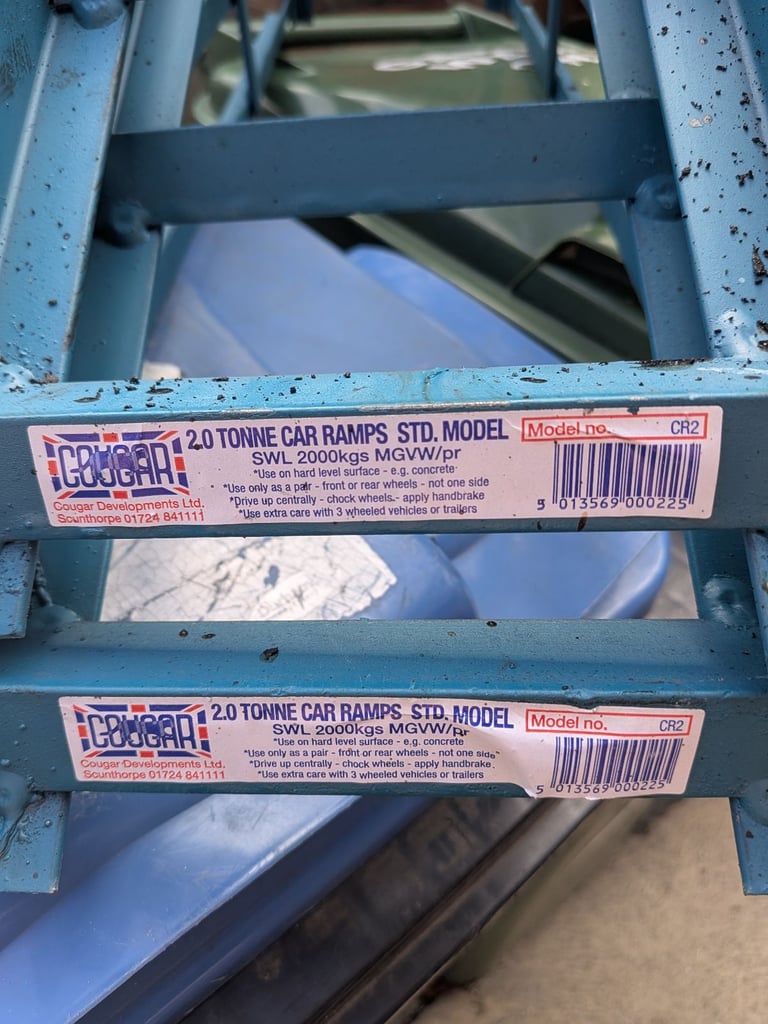 COUGAR
Cougar Developments Ltd.
Scunthorpe 01724 841111
2.0 TONNE CAR RAMPS STD. MODEL
SWL 2000kgs MGVW/pr
*Use on hard level surface - e.g. concrete
*Use only as a pair - front or rear wheels - not one side
*Drive up centrally - chock wheels - apply handbrake
*Use extra care with 3 wheeled vehicles or trailers
Model no. CR2
5 013569 000225
COUGAR
Cougar Developments Ltd.
Scunthorpe 01724 841111
2.0 TONNE CAR RAMPS STD. MODEL
SWL 2000kgs MGVW/pr
*Use on hard level surface - e.g. concrete
*Use only as a pair - front or rear wheels - not one side
*Drive up centrally - chock wheels - apply handbrake
*Use extra care with 3 wheeled vehicles or trailers
Model no. CR2
5 013569 000225